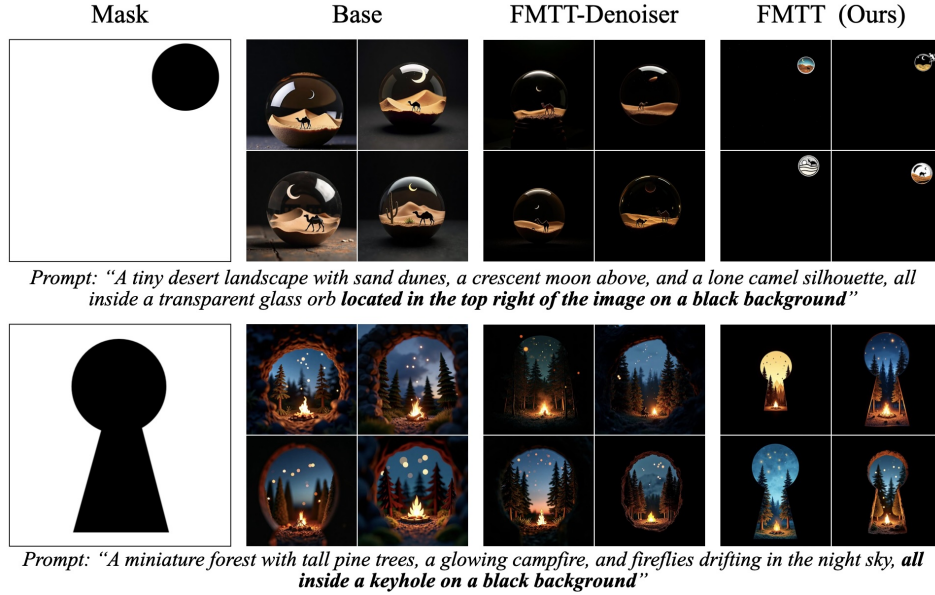 Mask Base FMTT-Denoiser FMTT (Ours)
Prompt: “A tiny desert landscape with sand dunes, a crescent moon above, and a lone camel silhouette, all
inside a transparent glass orb located in the top right of the image on a black background”
Prompt: “A miniature forest with tall pine trees, a glowing campfire, and fireflies drifting in the night sky, all
inside a keyhole on a black background”